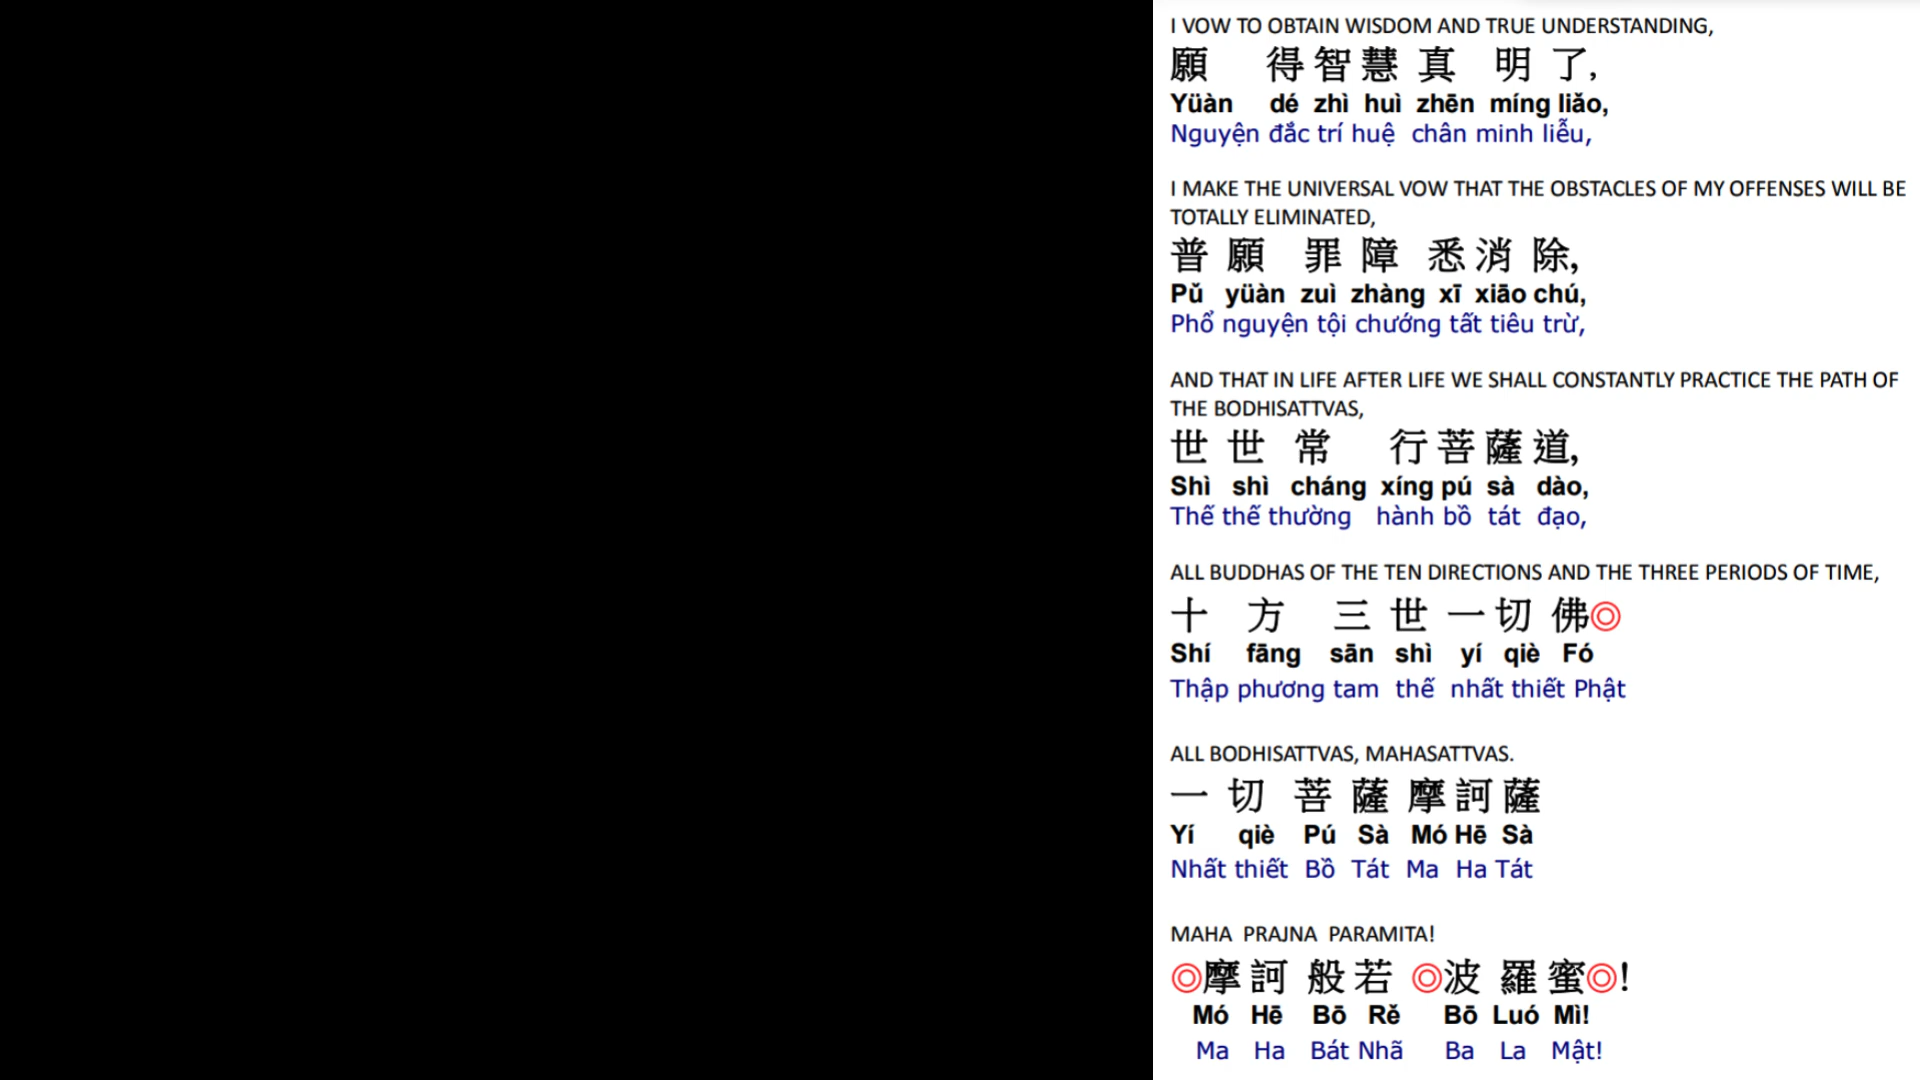 I VOW TO OBTAIN WISDOM AND TRUE UNDERSTANDING,
願 得 智 慧 真 明 了,
Yüàn dé zhì huì zhēn míng liǎo,
Nguyện đắc trí huệ chân minh liễu,
I MAKE THE UNIVERSAL VOW THAT THE OBSTACLES OF MY OFFENSES WILL BE
TOTALLY ELIMINATED,
普 願 罪 障 悉 消 除,
Pǔ yüàn zuì zhàng xī xiāo chú,
Phổ nguyện tội chướng tất tiêu trừ,
AND THAT IN LIFE AFTER LIFE WE SHALL CONSTANTLY PRACTICE THE PATH OF
THE BODHISATTVAS,
世 世 常 行 菩 薩 道,
Shì shì cháng xíng pú sà dào,
Thế thế thường hành bồ tát đạo,
ALL BUDDHAS OF THE TEN DIRECTIONS AND THE THREE PERIODS OF TIME,
十 方 三 世 一 切 佛◎
Shí fāng sān shì yí qiè Fó
Thập phương tam thế nhất thiết Phật
ALL BODHISATTVAS, MAHASATTVAS.
一 切 菩 薩 摩 訶 薩
Yí qiè Pú Sà Mó Hē Sà
Nhất thiết Bồ Tát Ma Ha Tát
MAHA PRAJNA PARAMITA!
◎摩 訶 般 若 ◎波 羅 蜜◎!
Mó Hē Bō Rě Bō Luó Mì!
Ma Ha Bát Nhã Ba La Mật!